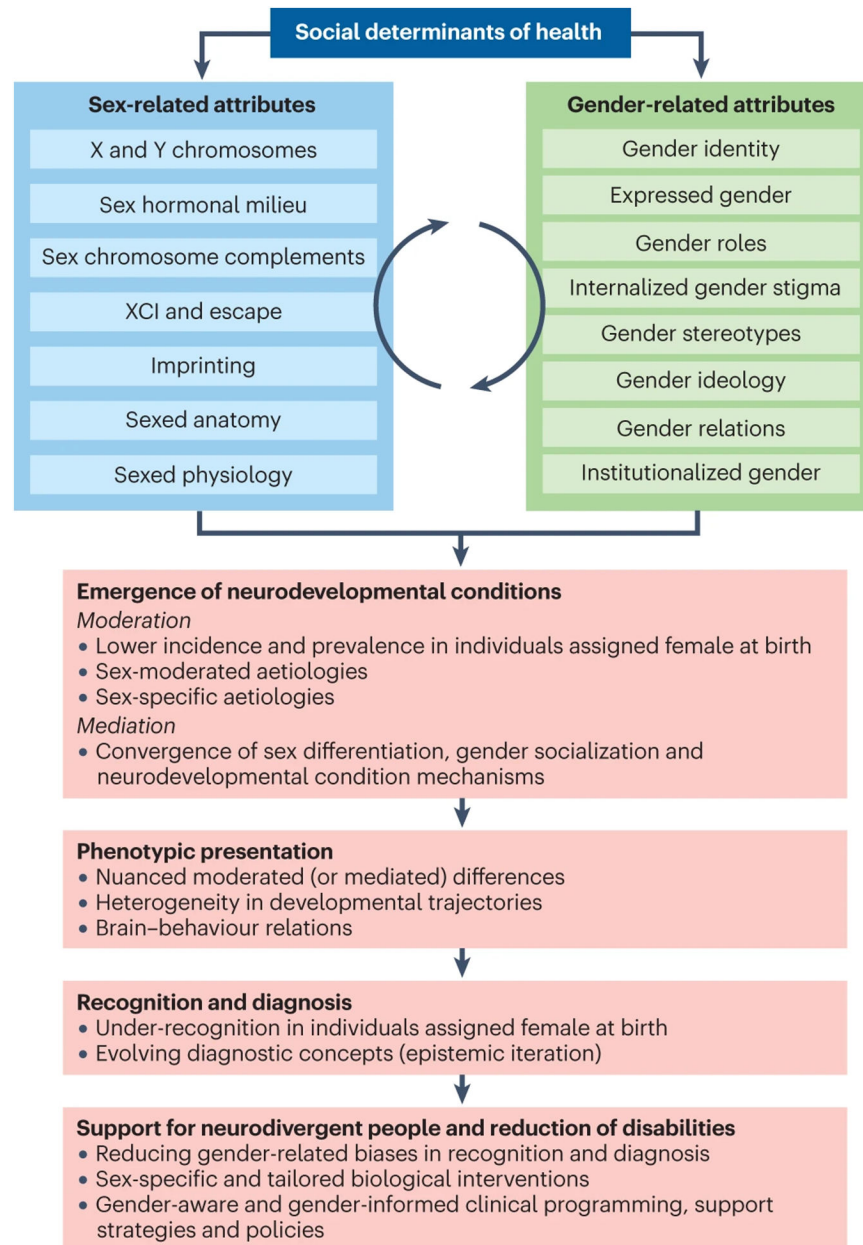 Social determinants of health
Sex-related attributes
X and Y chromosomes
Sex hormonal milieu
Sex chromosome complements
XCI and escape
Imprinting
Sexed anatomy
Sexed physiology
Gender-related attributes
Gender identity
Expressed gender
Gender roles
Internalized gender stigma
Gender stereotypes
Gender ideology
Gender relations
Institutionalized gender
Emergence of neurodevelopmental conditions
Moderation
• Lower incidence and prevalence in individuals assigned female at birth
• Sex-moderated aetiologies
• Sex-specific aetiologies
Mediation
• Convergence of sex differentiation, gender socialization and
neurodevelopmental condition mechanisms
Phenotypic presentation
• Nuanced moderated (or mediated) differences
• Heterogeneity in developmental trajectories
• Brain–behaviour relations
Recognition and diagnosis
• Under-recognition in individuals assigned female at birth
• Evolving diagnostic concepts (epistemic iteration)
Support for neurodivergent people and reduction of disabilities
• Reducing gender-related biases in recognition and diagnosis
• Sex-specific and tailored biological interventions
• Gender-aware and gender-informed clinical programming, support
strategies and policies